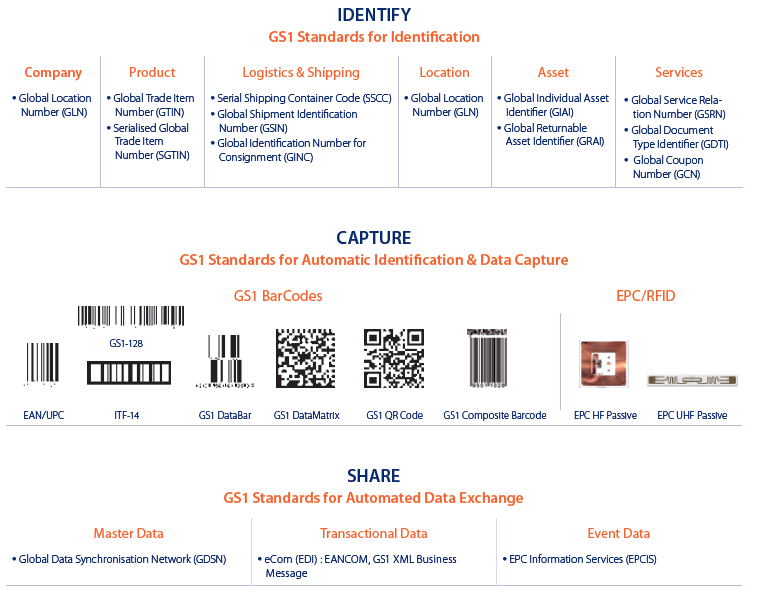 IDENTIFY
GS1 Standards for Identification
Company
• Global Location
Number (GLN)
Product
• Global Trade Item
Number (GTIN)
• Serialised Global
Trade Item
Number (SGTIN)
Logistics & Shipping
• Serial Shipping Container Code (SSCC)
• Global Shipment Identification
Number (GSIN)
• Global Identification Number for
Consignment (GINC)
Location
• Global Location
Number (GLN)
Asset
• Global Individual Asset
Identifier (GIAI)
• Global Returnable
Asset Identifier (GRAI)
Services
• Global Service Rela-
tion Number (GSRN)
• Global Document
Type Identifier (GDTI)
• Global Coupon
Number (GCN)
CAPTURE
GS1 Standards for Automatic Identification & Data Capture
GS1 BarCodes
EPC/RFID
GS1-128
EAN/UPC
ITF-14
GS1 DataBar
GS1 DataMatrix
GS1 QR Code
GS1 Composite Barcode
EPC HF Passive
EPC UHF Passive
SHARE
GS1 Standards for Automated Data Exchange
Master Data
• Global Data Synchronisation Network (GDSN)
Transactional Data
• eCom (EDI) : EANCOM, GS1 XML Business
Message
Event Data
• EPC Information Services (EPCIS)